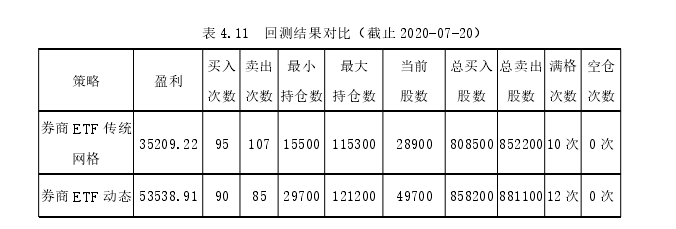 表 4.11 回测结果对比（截止 2020-07-20）
策略 盈利 买入次数 卖出次数 最小持仓数 最大持仓数 当前股数 总买入股数 总卖出股数 满格次数 空仓次数
券商 ETF 传统网格 35209.22 95 107 15500 115300 28900 808500 852200 10 次 0 次
券商 ETF 动态 53538.91 90 85 29700 121200 49700 858200 881100 12 次 0 次